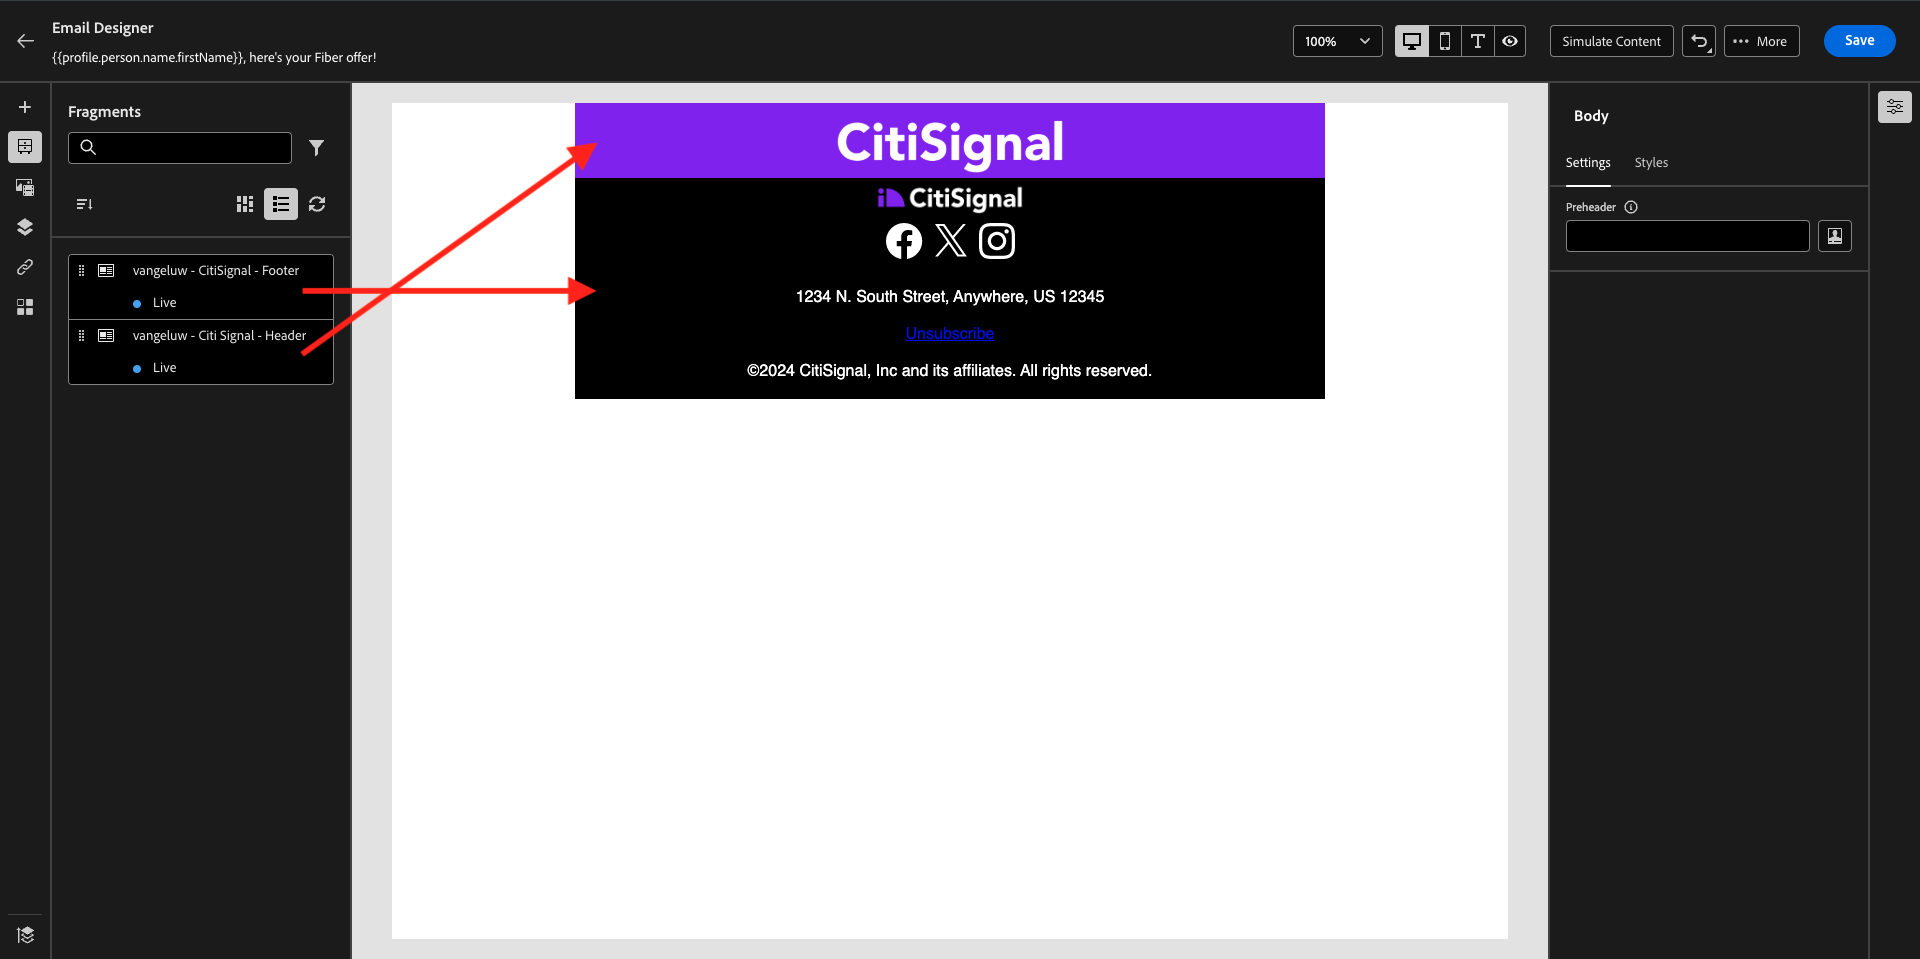 Email Designer
{{profile.person.name.firstName}}, here's your Fiber offer!
100%
Simulate Content
More
Save
Fragments
vangeluw - CitiSignal - Footer
Live
vangeluw - Citi Signal - Header
Live
CitiSignal
CitiSignal
1234 N. South Street, Anywhere, US 12345
Unsubscribe
©2024 CitiSignal, Inc and its affiliates. All rights reserved.
Body
Settings
Styles
Preheader